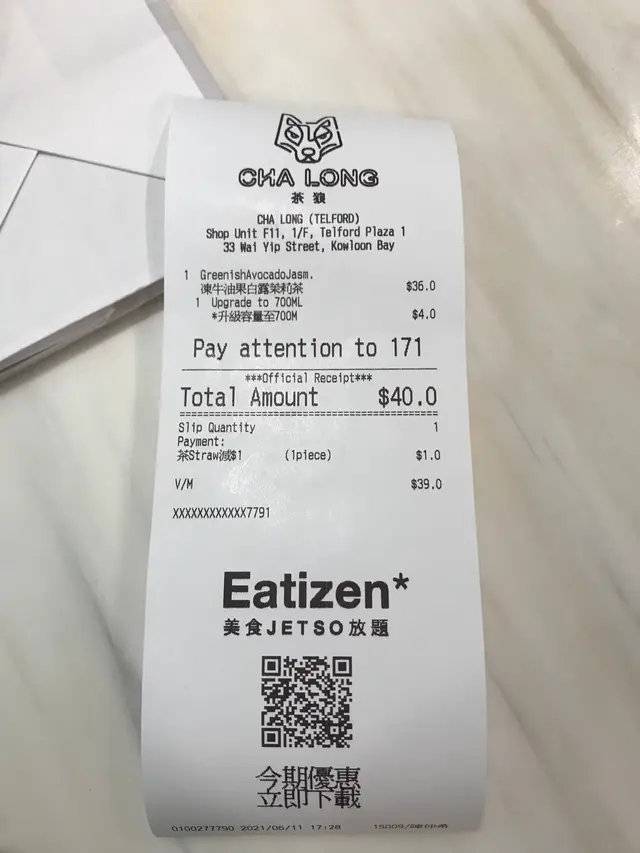 CHA LONG
茶 狼
CHA LONG (TELFORD)
Shop Unit F11, 1/F, Telford Plaza 1
33 Wai Yip Street, Kowloon Bay
1 GreenishAvocadoJasm.
凍牛油果白露茉莉茶 $36.0
1 Upgrade to 700ML
*升級容量至700M $4.0
Pay attention to 171
***Official Receipt***
Total Amount $40.0
Slip Quantity 1
Payment:
茶Straw減$1 (1piece) $1.0
V/M $39.0
XXXXXXXXXXXX7791
Eatizen*
美食JETSO放題
今期優惠
立即下載
0100277790 2021/06/11 17:28 15009/